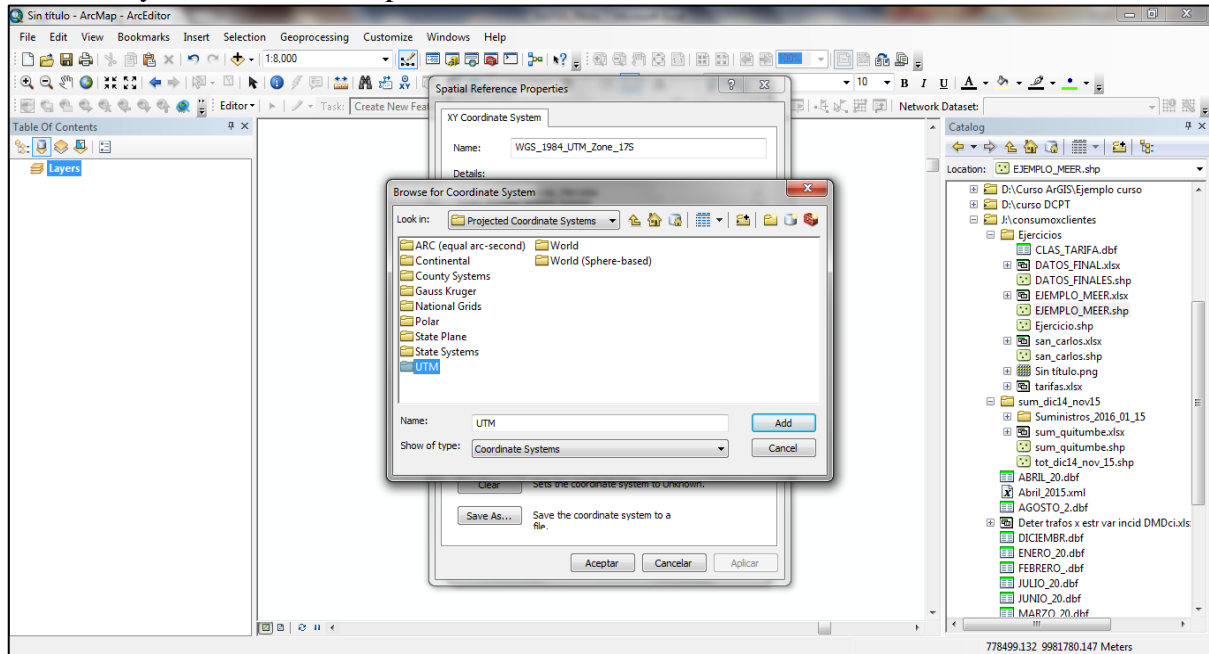 Sin título - ArcMap - ArcEditor
File Edit View Bookmarks Insert Selection Geoprocessing Customize Windows Help
1:8,000
100%
Editor
Task: Create New Feat
10 B I U A
Network Dataset:
Table Of Contents
Layers
Spatial Reference Properties
XY Coordinate System
Name: WGS_1984_UTM_Zone_17S
Details:
Browse for Coordinate System
Look in: Projected Coordinate Systems
ARC (equal arc-second)
Continental
County Systems
Gauss Kruger
National Grids
Polar
State Plane
State Systems
UTM
World
World (Sphere-based)
Name: UTM
Add
Show of type: Coordinate Systems
Cancel
Clear Sets the coordinate system to Unknown.
Save As... Save the coordinate system to a
file.
Aceptar Cancelar Aplicar
Catalog
Location: EJEMPLO_MEER.shp
D:\Curso ArGIS\Ejemplo curso
D:\curso DCPT
J:\consumoxclientes
Ejercicios
CLAS_TARIFA.dbf
DATOS_FINAL.xlsx
DATOS_FINALES.shp
EJEMPLO_MEER.xlsx
EJEMPLO_MEER.shp
Ejercicio.shp
san_carlos.xlsx
san_carlos.shp
Sin título.png
tarifas.xlsx
sum_dic14_nov15
Suministros_2016_01_15
sum_quitumbe.xlsx
sum_quitumbe.shp
tot_dic14_nov_15.shp
ABRIL_20.dbf
Abril_2015.xml
AGOSTO_2.dbf
Deter trafos x estr var incid DMDci.xls
DICIEMBR.dbf
ENERO_20.dbf
FEBRERO_.dbf
JULIO_20.dbf
JUNIO_20.dbf
MARZO_20.dbf
778499.132 9981780.147 Meters